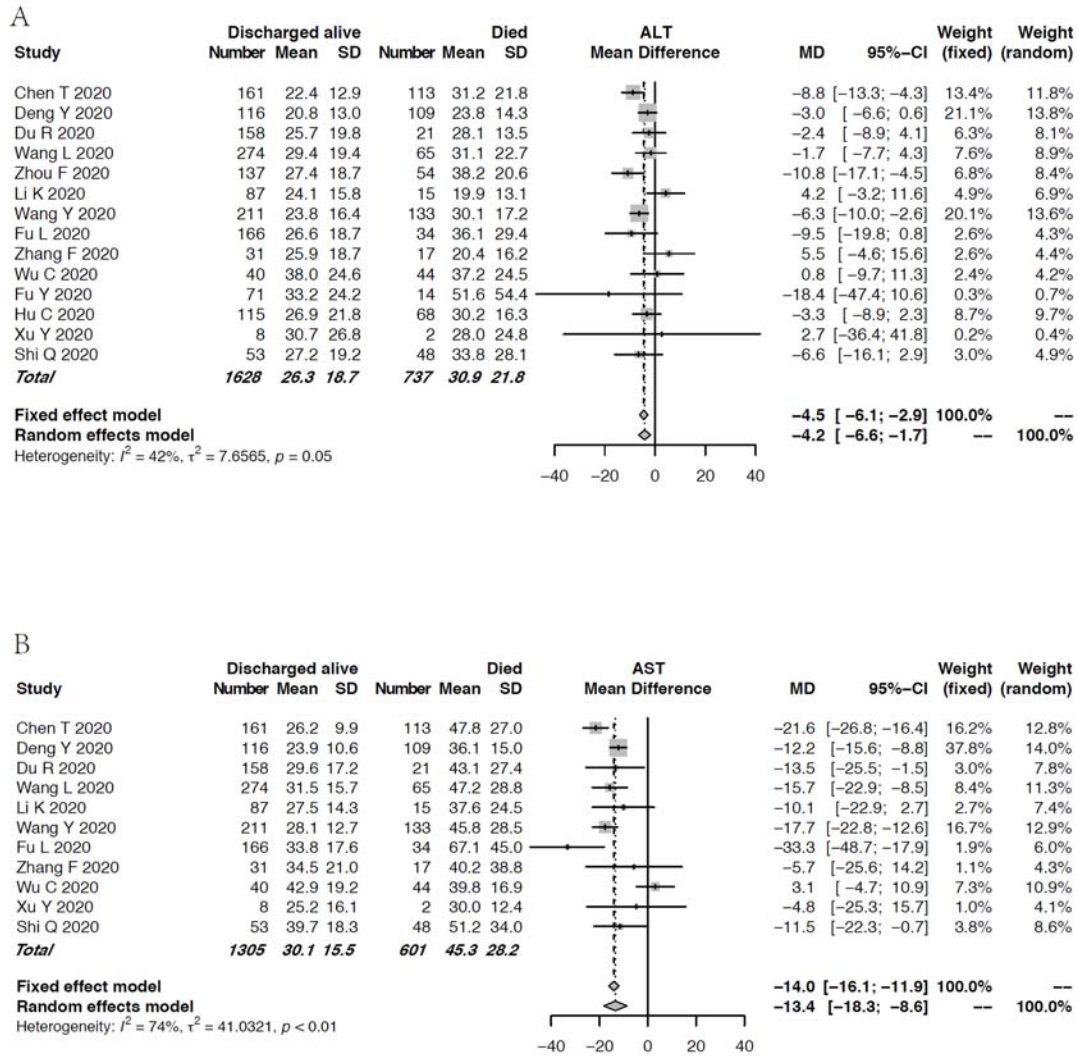 A
Discharged alive Died ALT Weight Weight
Study Number Mean SD Number Mean SD Mean Difference MD 95%−CI (fixed) (random)
Chen T 2020 161 22.4 12.9 113 31.2 21.8 −8.8 [−13.3; −4.3] 13.4% 11.8%
Deng Y 2020 116 20.8 13.0 109 23.8 14.3 −3.0 [ −6.6; 0.6] 21.1% 13.8%
Du R 2020 158 25.7 19.8 21 28.1 13.5 −2.4 [ −8.9; 4.1] 6.3% 8.1%
Wang L 2020 274 29.4 19.4 65 31.1 22.7 −1.7 [ −7.7; 4.3] 7.6% 8.9%
Zhou F 2020 137 27.4 18.7 54 38.2 20.6 −10.8 [−17.1; −4.5] 6.8% 8.4%
Li K 2020 87 24.1 15.8 15 19.9 13.1 4.2 [ −3.2; 11.6] 4.9% 6.9%
Wang Y 2020 211 23.8 16.4 133 30.1 17.2 −6.3 [−10.0; −2.6] 20.1% 13.6%
Fu L 2020 166 26.6 18.7 34 36.1 29.4 −9.5 [−19.8; 0.8] 2.6% 4.3%
Zhang F 2020 31 25.9 18.7 17 20.4 16.2 5.5 [ −4.6; 15.6] 2.6% 4.4%
Wu C 2020 40 38.0 24.6 44 37.2 24.5 0.8 [ −9.7; 11.3] 2.4% 4.2%
Fu Y 2020 71 33.2 24.2 14 51.6 54.4 −18.4 [−47.4; 10.6] 0.3% 0.7%
Hu C 2020 115 26.9 21.8 68 30.2 16.3 −3.3 [ −8.9; 2.3] 8.7% 9.7%
Xu Y 2020 8 30.7 26.8 2 28.0 24.8 2.7 [−36.4; 41.8] 0.2% 0.4%
Shi Q 2020 53 27.2 19.2 48 33.8 28.1 −6.6 [−16.1; 2.9] 3.0% 4.9%
Total 1628 26.3 18.7 737 30.9 21.8
Fixed effect model −4.5 [ −6.1; −2.9] 100.0% −−
Random effects model −4.2 [ −6.6; −1.7] −− 100.0%
Heterogeneity: I² = 42%, τ² = 7.6565, p = 0.05
−40 −20 0 20 40
B
Discharged alive Died AST Weight Weight
Study Number Mean SD Number Mean SD Mean Difference MD 95%−CI (fixed) (random)
Chen T 2020 161 26.2 9.9 113 47.8 27.0 −21.6 [−26.8; −16.4] 16.2% 12.8%
Deng Y 2020 116 23.9 10.6 109 36.1 15.0 −12.2 [−15.6; −8.8] 37.8% 14.0%
Du R 2020 158 29.6 17.2 21 43.1 27.4 −13.5 [−25.5; −1.5] 3.0% 7.8%
Wang L 2020 274 31.5 15.7 65 47.2 28.8 −15.7 [−22.9; −8.5] 8.4% 11.3%
Li K 2020 87 27.5 14.3 15 37.6 24.5 −10.1 [−22.9; 2.7] 2.7% 7.4%
Wang Y 2020 211 28.1 12.7 133 45.8 28.5 −17.7 [−22.8; −12.6] 16.7% 12.9%
Fu L 2020 166 33.8 17.6 34 67.1 45.0 −33.3 [−48.7; −17.9] 1.9% 6.0%
Zhang F 2020 31 34.5 21.0 17 40.2 38.8 −5.7 [−25.6; 14.2] 1.1% 4.3%
Wu C 2020 40 42.9 19.2 44 39.8 16.9 3.1 [ −4.7; 10.9] 7.3% 10.9%
Xu Y 2020 8 25.2 16.1 2 30.0 12.4 −4.8 [−25.3; 15.7] 1.0% 4.1%
Shi Q 2020 53 39.7 18.3 48 51.2 34.0 −11.5 [−22.3; −0.7] 3.8% 8.6%
Total 1305 30.1 15.5 601 45.3 28.2
Fixed effect model −14.0 [−16.1; −11.9] 100.0% −−
Random effects model −13.4 [−18.3; −8.6] −− 100.0%
Heterogeneity: I² = 74%, τ² = 41.0321, p < 0.01
−40 −20 0 20 40